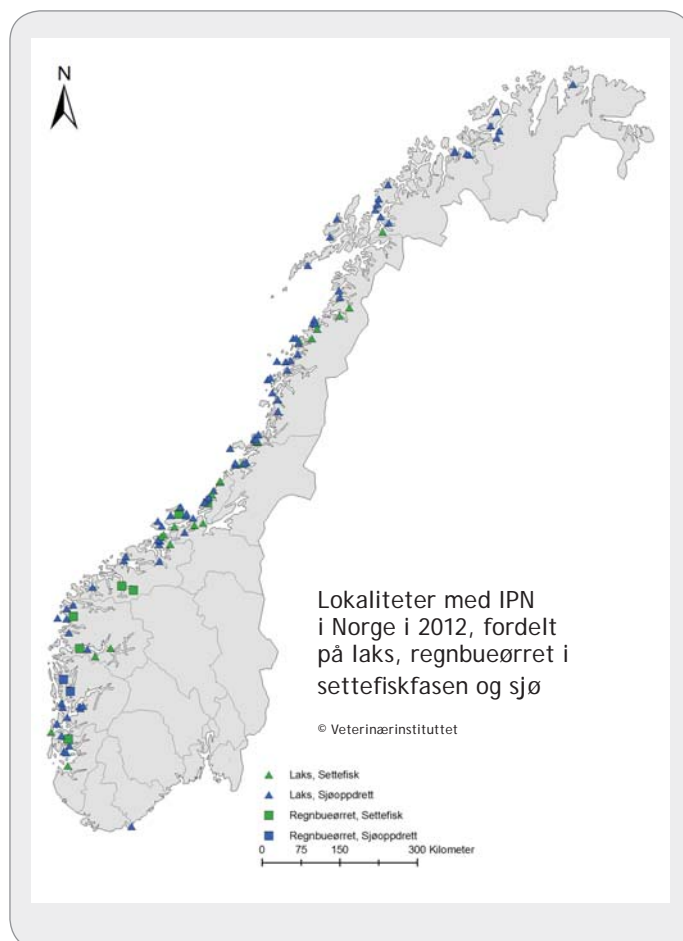 N
Lokaliteter med IPN
i Norge i 2012, fordelt
på laks, regnbueørret i
settefiskfasen og sjø
© Veterinærinstituttet
Laks, Settefisk
Laks, Sjøoppdrett
Regnbueørret, Settefisk
Regnbueørret, Sjøoppdrett
0 75 150 300 Kilometer